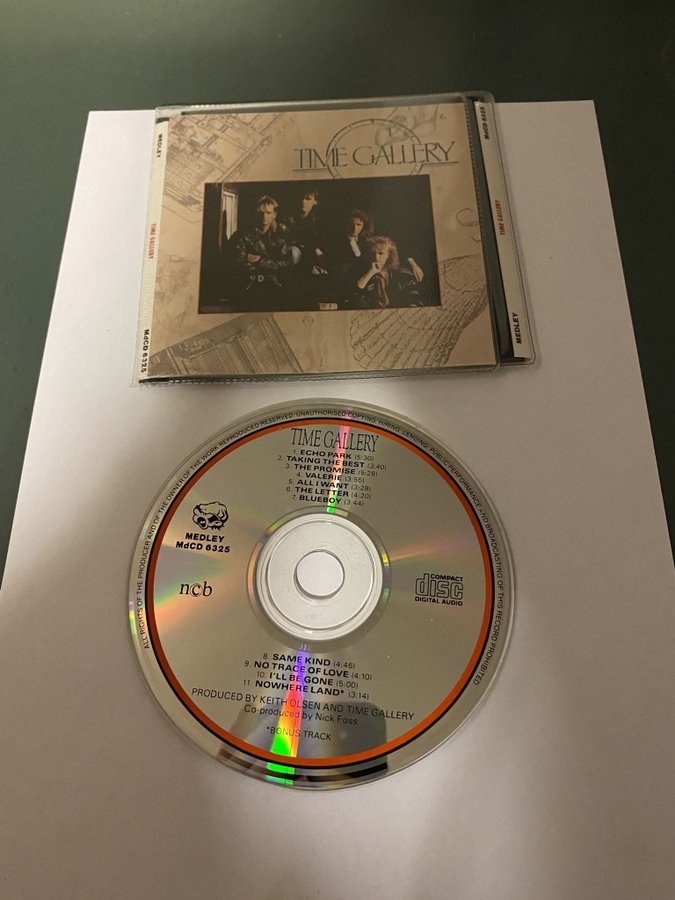 MEDLEY
TIME GALLERY
MdCD 6325
TIME GALLERY
MdCD 6325
TIME GALLERY
MEDLEY
ALL RIGHTS OF THE PRODUCER AND OF THE OWNER OF THE WORK REPRODUCED RESERVED. UNAUTHORISED COPYING, HIRING, LENDING, PUBLIC PERFORMANCE AND BROADCASTING OF THIS RECORD PROHIBITED
TIME GALLERY
1. ECHO PARK (5:30)
2. TAKING THE BEST (3:40)
3. THE PROMISE (5:28)
4. VALERIE (3:55)
5. ALL I WANT (3:28)
6. THE LETTER (4:20)
7. BLUEBOY (3:44)
MEDLEY
MdCD 6325
ncb
COMPACT
disc
DIGITAL AUDIO
8. SAME KIND (4:46)
9. NO TRACE OF LOVE (4:10)
10. I'LL BE GONE (5:00)
11. NOWHERE LAND* (3:14)
PRODUCED BY KEITH OLSEN AND TIME GALLERY
Co-produced by Nick Foss
*BONUS TRACK